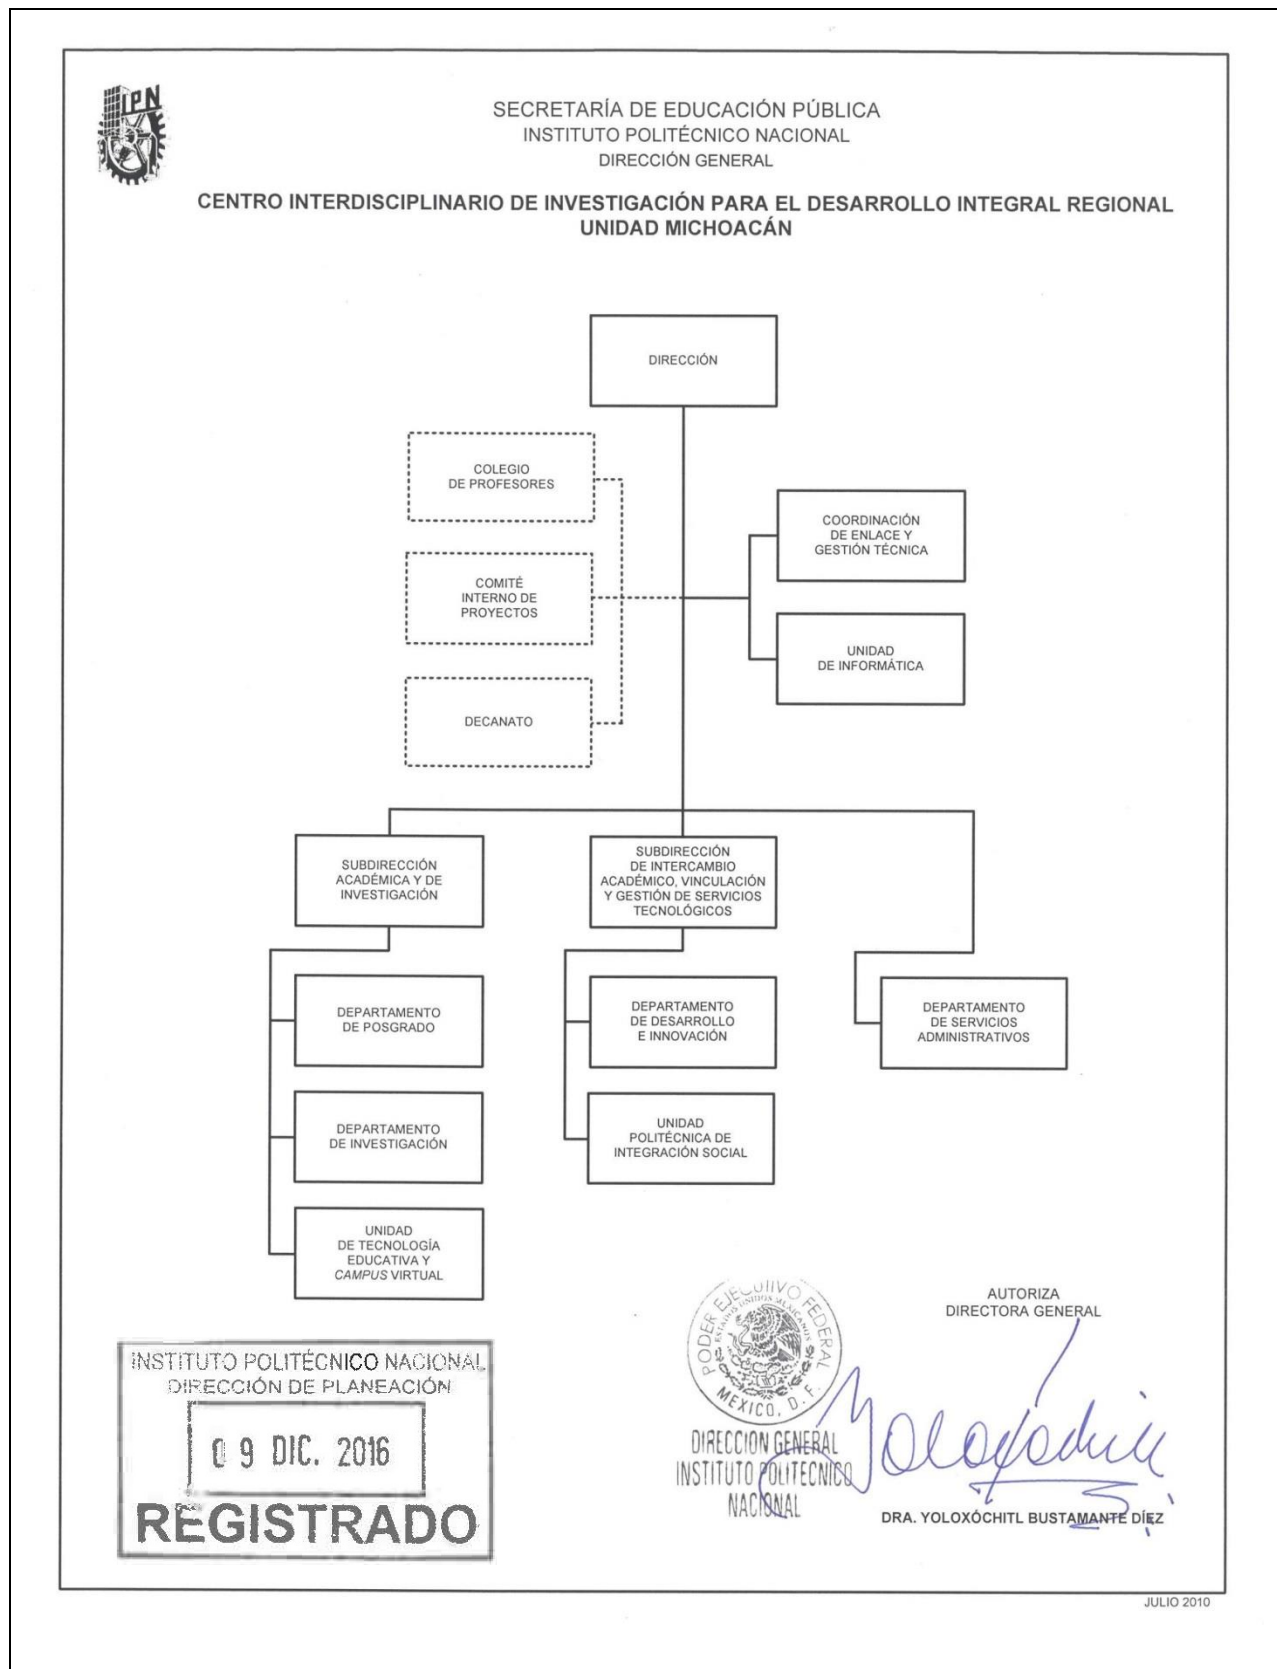 IPN
SECRETARÍA DE EDUCACIÓN PÚBLICA
INSTITUTO POLITÉCNICO NACIONAL
DIRECCIÓN GENERAL
CENTRO INTERDISCIPLINARIO DE INVESTIGACIÓN PARA EL DESARROLLO INTEGRAL REGIONAL
UNIDAD MICHOACÁN
DIRECCIÓN
COLEGIO
DE PROFESORES
COORDINACIÓN
DE ENLACE Y
GESTIÓN TÉCNICA
COMITÉ
INTERNO DE
PROYECTOS
UNIDAD
DE INFORMÁTICA
DECANATO
SUBDIRECCIÓN
ACADÉMICA Y DE
INVESTIGACIÓN
SUBDIRECCIÓN
DE INTERCAMBIO
ACADÉMICO, VINCULACIÓN
Y GESTIÓN DE SERVICIOS
TECNOLÓGICOS
DEPARTAMENTO
DE POSGRADO
DEPARTAMENTO
DE DESARROLLO
E INNOVACIÓN
DEPARTAMENTO
DE SERVICIOS
ADMINISTRATIVOS
DEPARTAMENTO
DE INVESTIGACIÓN
UNIDAD
POLITÉCNICA DE
INTEGRACIÓN SOCIAL
UNIDAD
DE TECNOLOGÍA
EDUCATIVA Y
CAMPUS VIRTUAL
INSTITUTO POLITÉCNICO NACIONAL
DIRECCIÓN DE PLANEACIÓN
09 DIC. 2016
REGISTRADO
PODER EJECUTIVO FEDERAL
ESTADOS UNIDOS MEXICANOS
MEXICO, D. F.
DIRECCION GENERAL
INSTITUTO POLITECNICO
NACIONAL
AUTORIZA
DIRECTORA GENERAL
Yoloxóchitl
DRA. YOLOXÓCHITL BUSTAMANTE DÍEZ
JULIO 2010